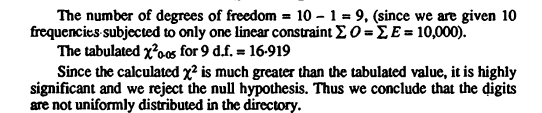 The number of degrees of freedom = 10 – 1 = 9, (since we are given 10
frequencies subjected to only one linear constraint Σ O = Σ E = 10,000).
The tabulated χ²₀.₀₅ for 9 d.f. = 16·919
Since the calculated χ² is much greater than the tabulated value, it is highly
significant and we reject the null hypothesis. Thus we conclude that the digits
are not uniformly distributed in the directory.